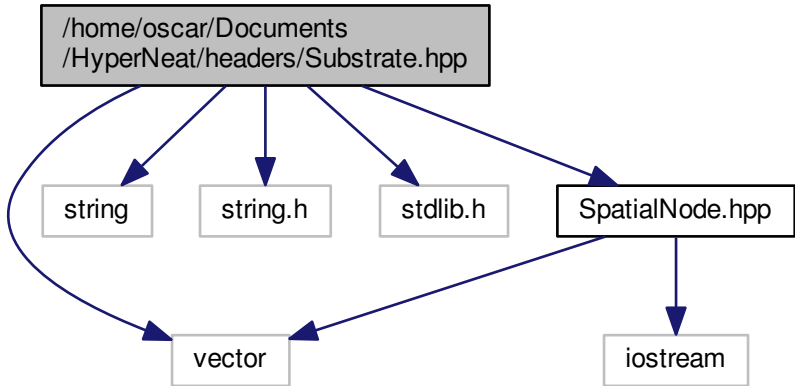 /home/oscar/Documents
/HyperNeat/headers/Substrate.hpp
string
string.h
stdlib.h
SpatialNode.hpp
vector
iostream